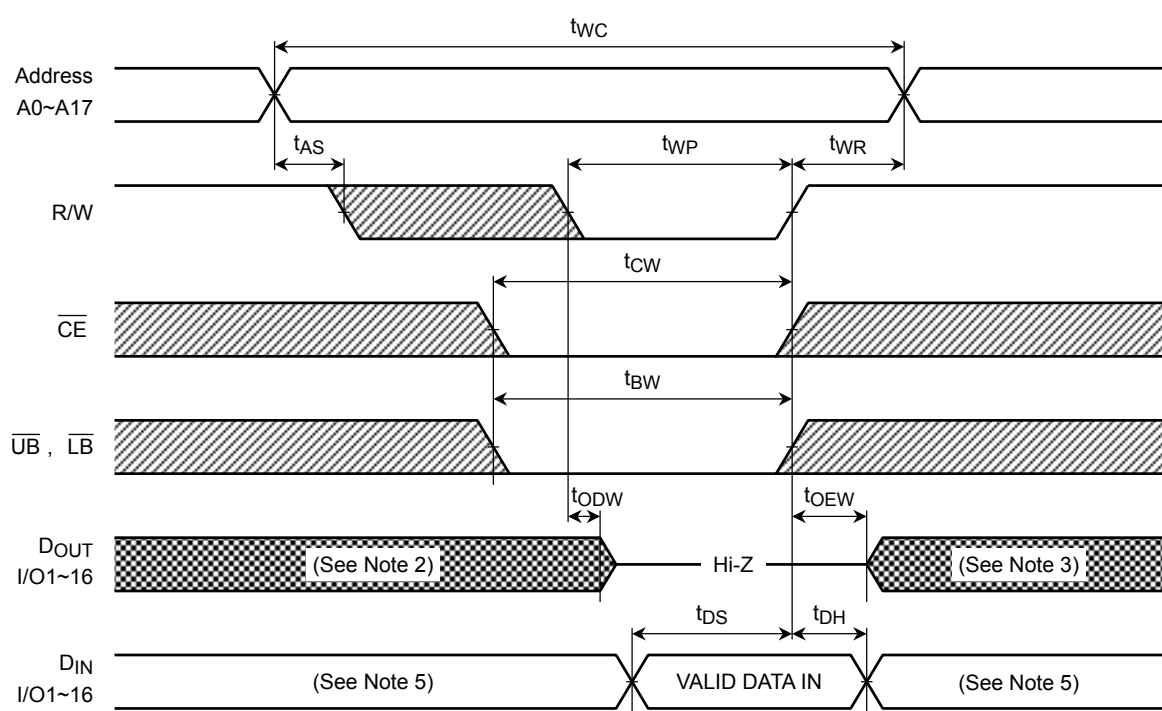 tWC
Address
A0~A17
tAS
tWP
tWR
R/W
tCW
CE
tBW
UB , LB
tODW
tOEW
DOUT
I/O1~16
(See Note 2)
Hi-Z
(See Note 3)
tDS
tDH
DIN
I/O1~16
(See Note 5)
VALID DATA IN
(See Note 5)